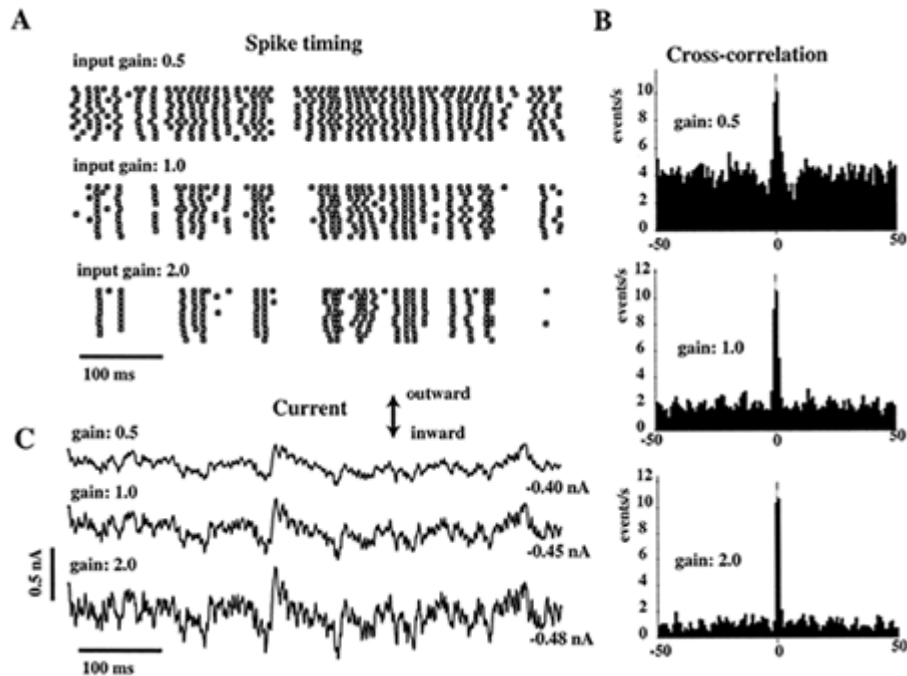 A
Spike timing
input gain: 0.5
input gain: 1.0
input gain: 2.0
100 ms
B
Cross-correlation
events/s
10
8
6
4
2
0
gain: 0.5
-50
0
50
events/s
12
10
8
6
4
2
0
gain: 1.0
-50
0
50
events/s
12
10
8
6
4
2
0
gain: 2.0
-50
0
50
C
Current
outward
inward
gain: 0.5
-0.40 nA
gain: 1.0
-0.45 nA
gain: 2.0
-0.48 nA
0.5 nA
100 ms